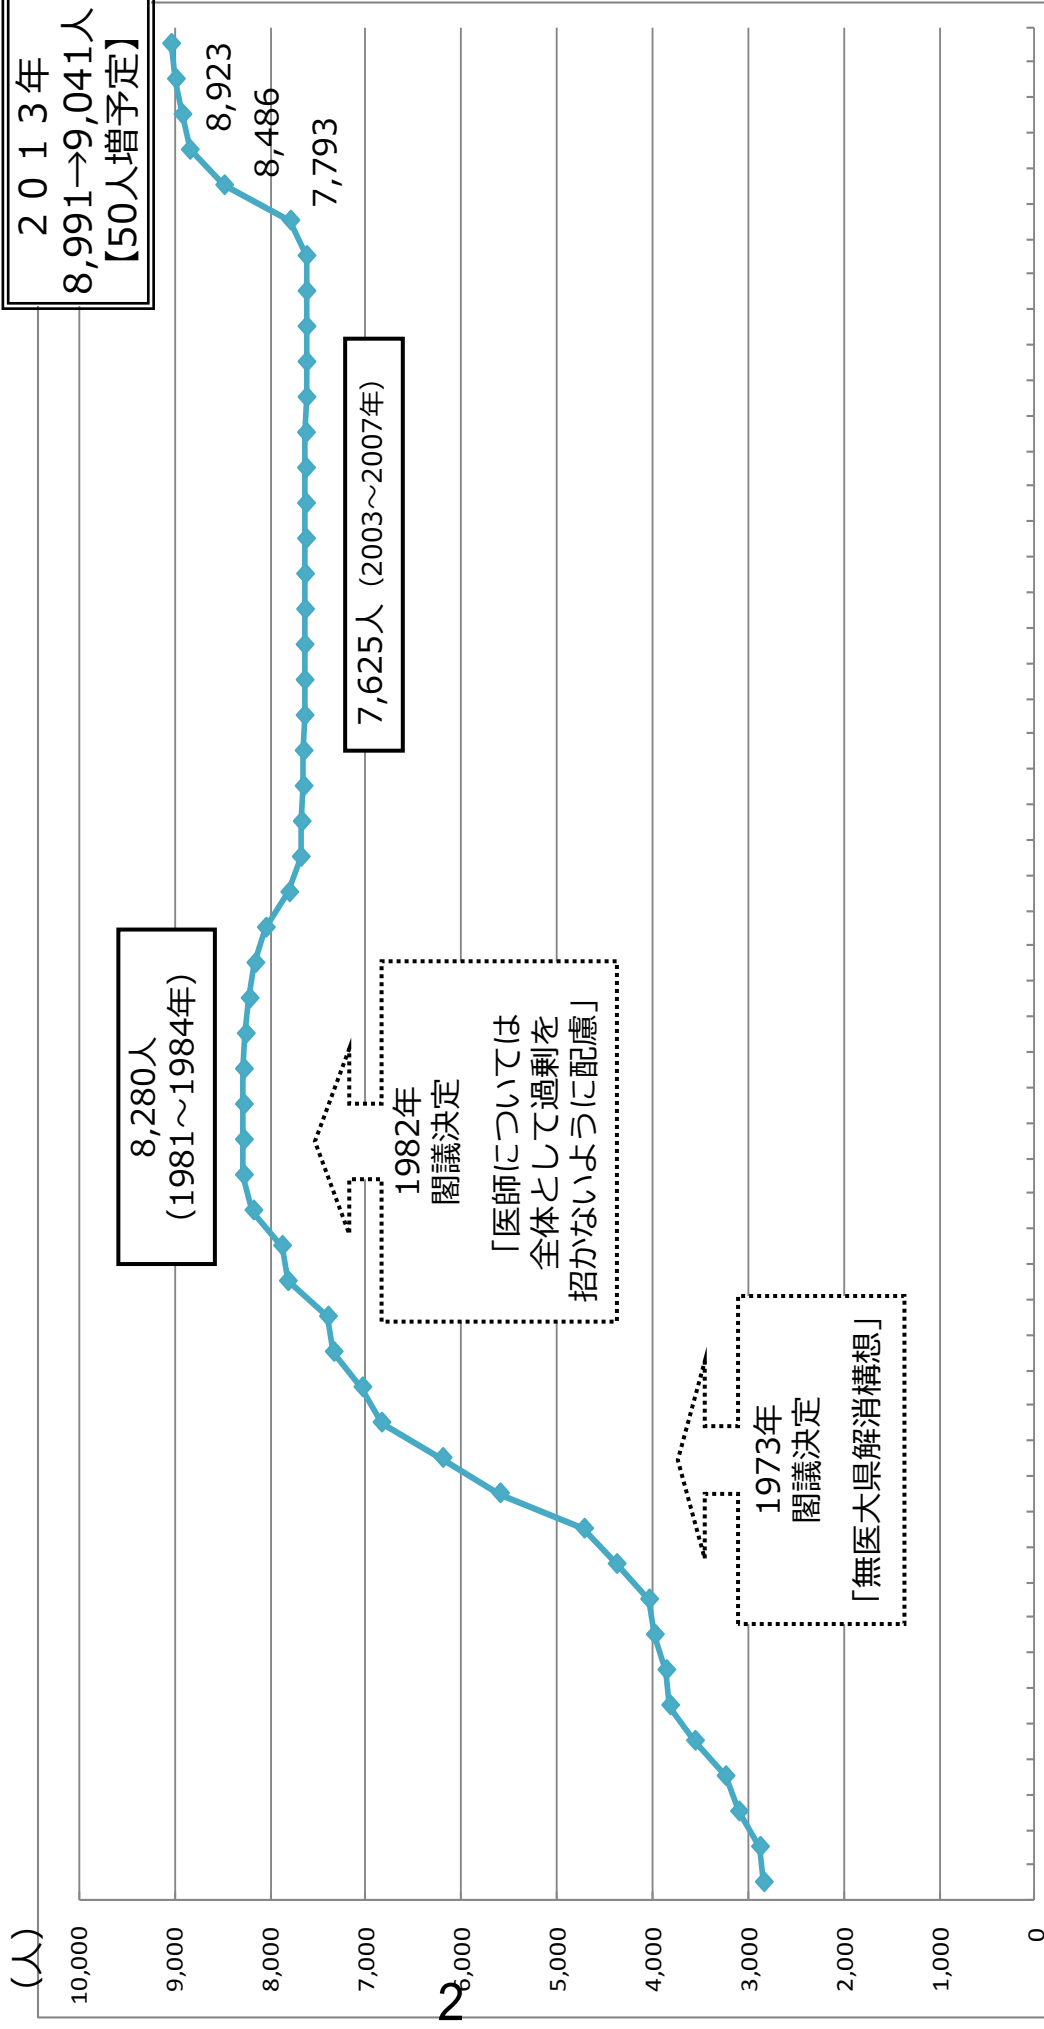 (人)
10,000
9,000
8,000
7,000
6,000
5,000
4,000
3,000
2,000
1,000
0
8,280人
(1981～1984年)
7,625人 (2003～2007年)
２０１３年
8,991→9,041人
【50人増予定】
8,923
8,486
7,793
1982年
閣議決定
「医師については
全体として過剰を
招かないように配慮」
1973年
閣議決定
「無医大県解消構想」
2